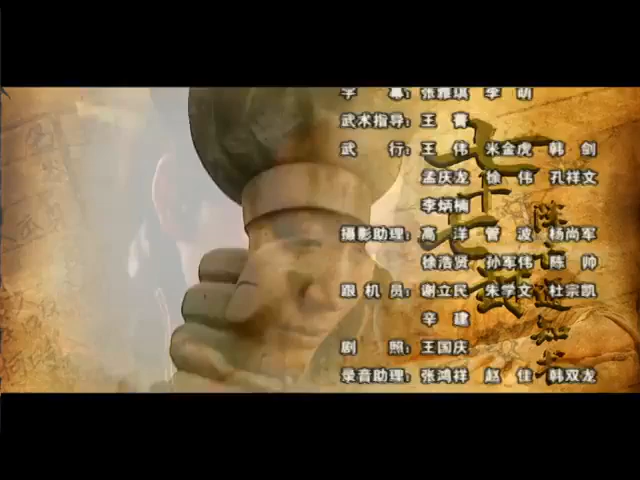 字 幕：张雅琪 李 萌
武术指导：王 菁
武 行：王 伟 米金虎 韩 剑
孟庆龙 徐 伟 孔祥文
李炳楠
摄影助理：高 洋 管 波 杨尚军
徐浩贤 孙军伟 陈 帅
跟 机 员：谢立民 朱学文 杜宗凯
辛 建
剧 照：王国庆
录音助理：张鸿祥 赵 佳 韩双龙